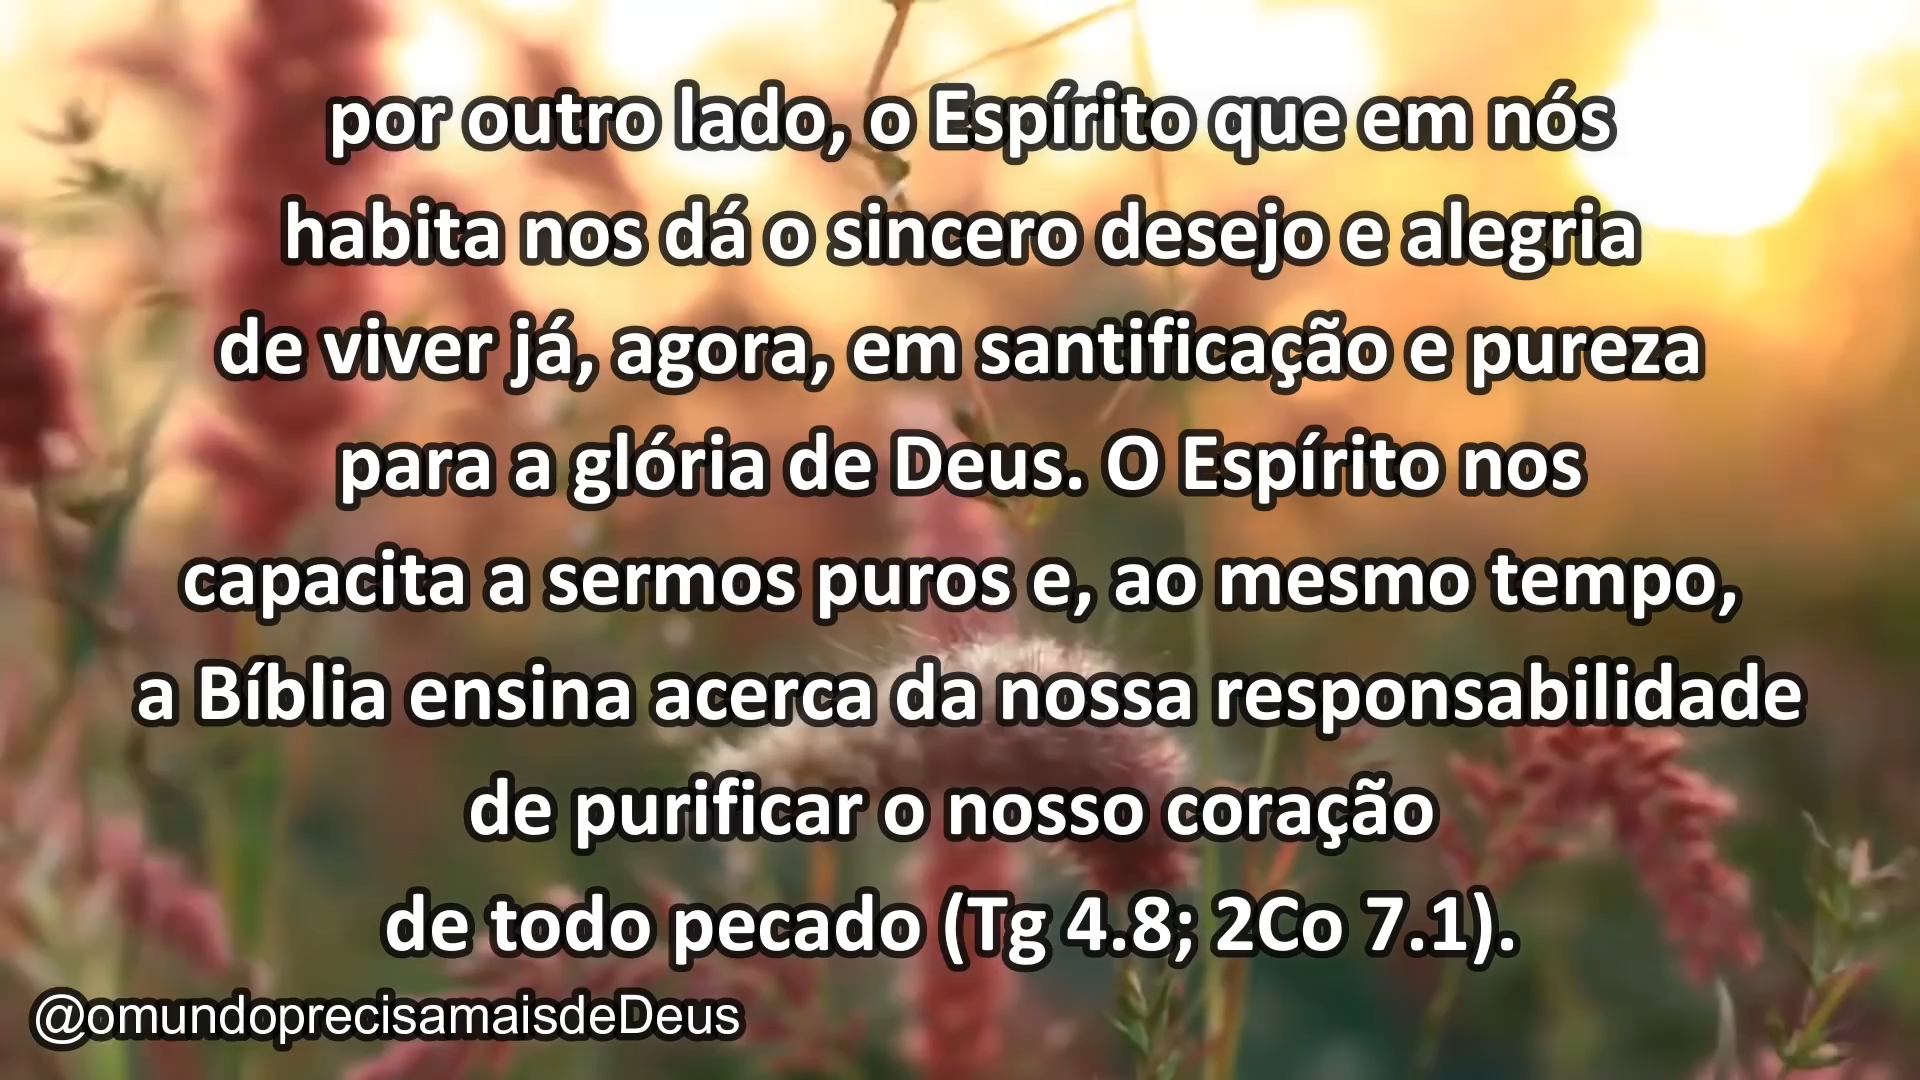 por outro lado, o Espírito que em nós
habita nos dá o sincero desejo e alegria
de viver já, agora, em santificação e pureza
para a glória de Deus. O Espírito nos
capacita a sermos puros e, ao mesmo tempo,
a Bíblia ensina acerca da nossa responsabilidade
de purificar o nosso coração
de todo pecado (Tg 4.8; 2Co 7.1).
@omundoprecisamaisdeDeus